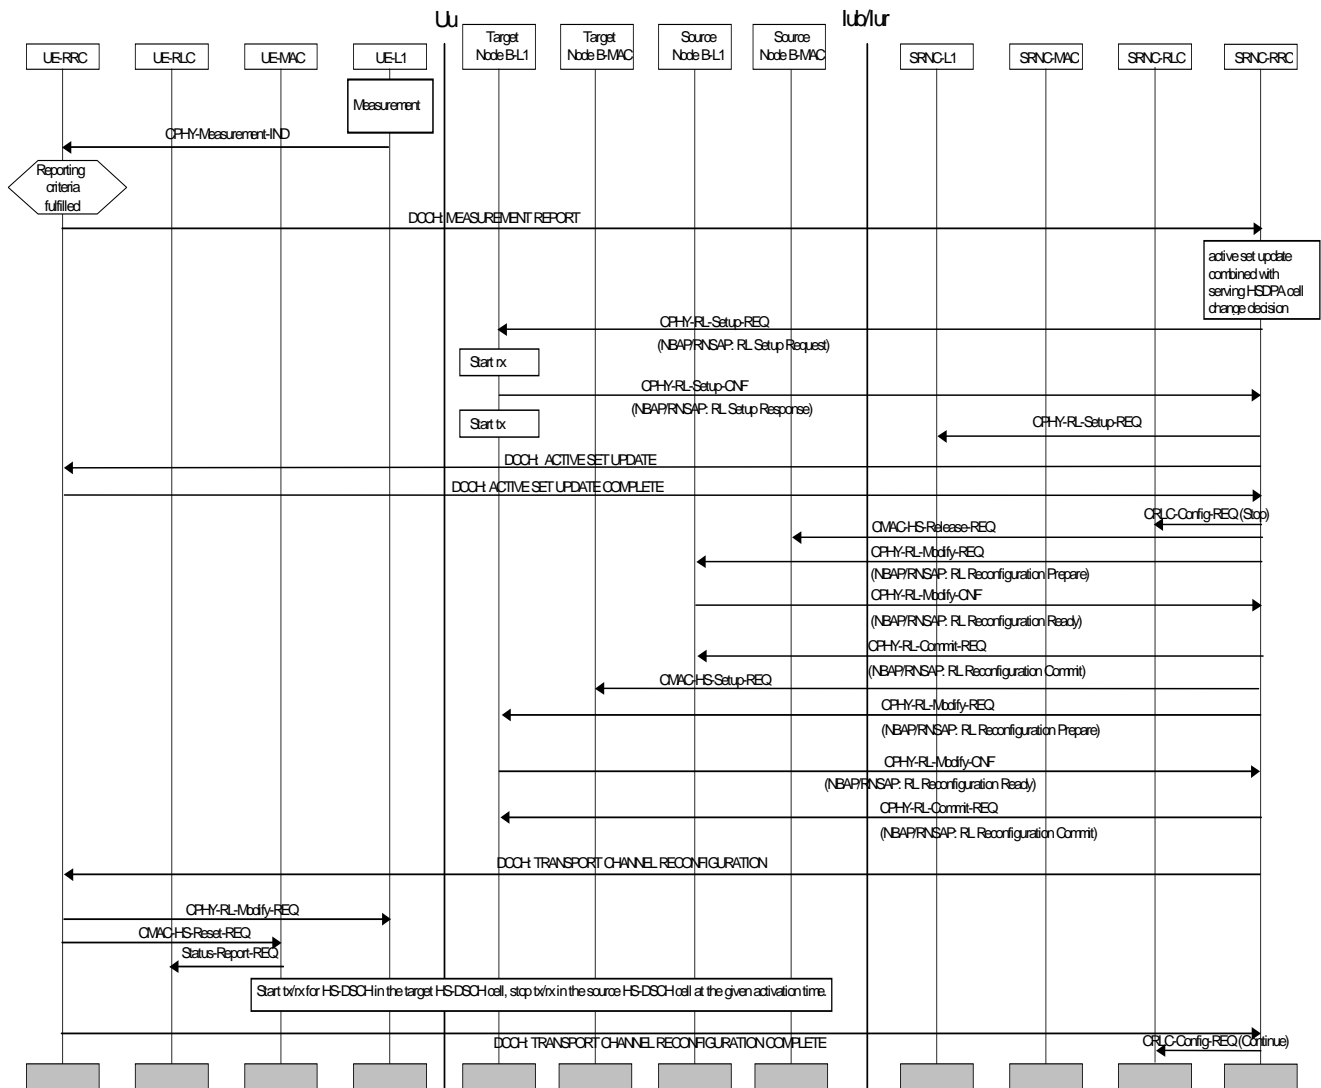 Uu
Iub/Iur
UE-RRC
UE-RLC
UE-MAC
UE-L1
Target
Node B-L1
Target
Node B-MAC
Source
Node B-L1
Source
Node B-MAC
SRNC-L1
SRNC-MAC
SRNC-RLC
SRNC-RRC
Measurement
CPHY-Measurement-IND
Reporting
criteria
fulfilled
DCCH: MEASUREMENT REPORT
active set update
combined with
serving HSDPA cell
change decision
CPHY-RL-Setup-REQ
(NBAP/RNSAP: RL Setup Request)
Start rx
CPHY-RL-Setup-CNF
(NBAP/RNSAP: RL Setup Response)
Start tx
CPHY-RL-Setup-REQ
DCCH: ACTIVE SET UPDATE
DCCH: ACTIVE SET UPDATE COMPLETE
CRLC-Config-REQ (Stop)
CMAC-HS-Release-REQ
CPHY-RL-Modify-REQ
(NBAP/RNSAP: RL Reconfiguration Prepare)
CPHY-RL-Modify-CNF
(NBAP/RNSAP: RL Reconfiguration Ready)
CPHY-RL-Commit-REQ
(NBAP/RNSAP: RL Reconfiguration Commit)
CMAC-HS-Setup-REQ
CPHY-RL-Modify-REQ
(NBAP/RNSAP: RL Reconfiguration Prepare)
CPHY-RL-Modify-CNF
(NBAP/RNSAP: RL Reconfiguration Ready)
CPHY-RL-Commit-REQ
(NBAP/RNSAP: RL Reconfiguration Commit)
DCCH: TRANSPORT CHANNEL RECONFIGURATION
CPHY-RL-Modify-REQ
CMAC-HS-Reset-REQ
Status-Report-REQ
Start tx/rx for HS-DSCH in the target HS-DSCH cell, stop tx/rx in the source HS-DSCH cell at the given activation time.
DCCH: TRANSPORT CHANNEL RECONFIGURATION COMPLETE
CRLC-Config-REQ (Continue)